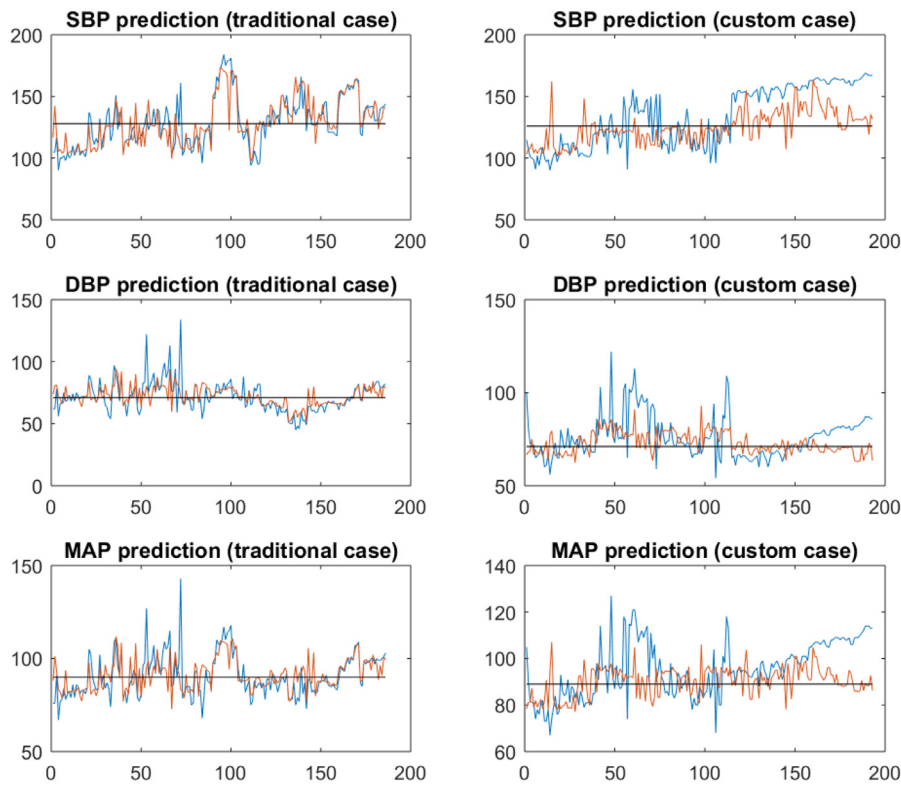 SBP prediction (traditional case)
200
150
100
50
0 50 100 150 200
SBP prediction (custom case)
200
150
100
50
0 50 100 150 200
DBP prediction (traditional case)
150
100
50
0
0 50 100 150 200
DBP prediction (custom case)
150
100
50
0 50 100 150 200
MAP prediction (traditional case)
150
100
50
0 50 100 150 200
MAP prediction (custom case)
140
120
100
80
60
0 50 100 150 200